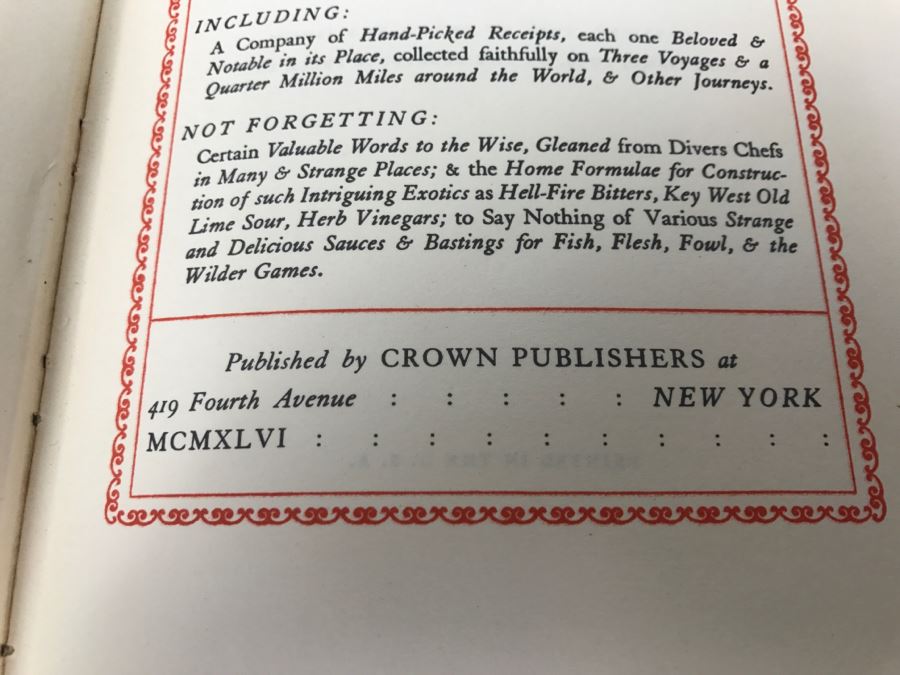 INCLUDING:
A Company of Hand-Picked Receipts, each one Beloved &
Notable in its Place, collected faithfully on Three Voyages & a
Quarter Million Miles around the World, & Other Journeys.
NOT FORGETTING:
Certain Valuable Words to the Wise, Gleaned from Divers Chefs
in Many & Strange Places; & the Home Formulae for Construc-
tion of such Intriguing Exotics as Hell-Fire Bitters, Key West Old
Lime Sour, Herb Vinegars; to Say Nothing of Various Strange
and Delicious Sauces & Bastings for Fish, Flesh, Fowl, & the
Wilder Games.
Published by CROWN PUBLISHERS at
419 Fourth Avenue : : : : : NEW YORK
MCMXLVI : : : : : : : : : :